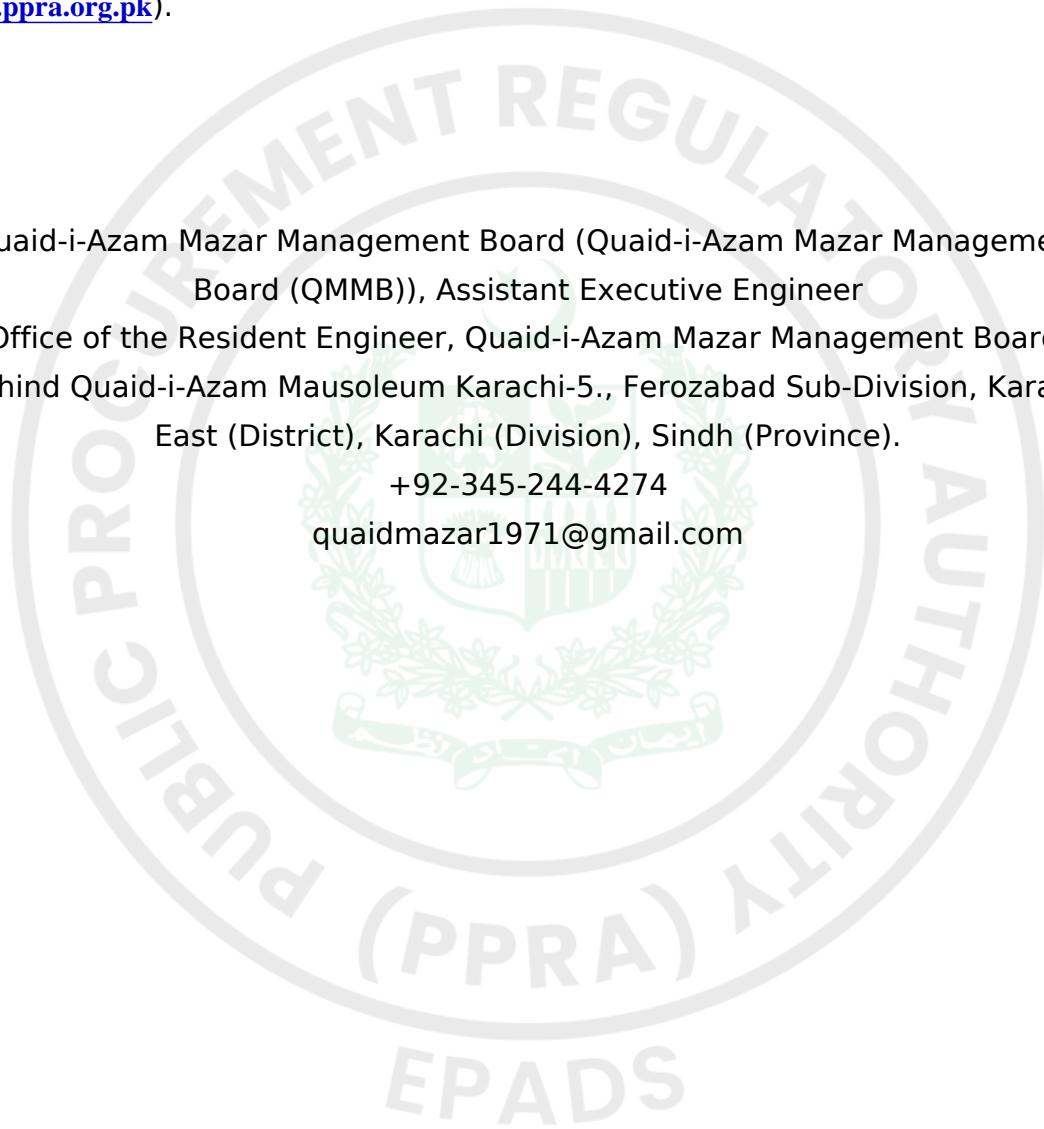 .ppra.org.pk).
uaid-i-Azam Mazar Management Board (Quaid-i-Azam Mazar Manageme
Board (QMMB)), Assistant Executive Engineer
Office of the Resident Engineer, Quaid-i-Azam Mazar Management Board
hind Quaid-i-Azam Mausoleum Karachi-5., Ferozabad Sub-Division, Kara
East (District), Karachi (Division), Sindh (Province).
+92-345-244-4274
quaidmazar1971@gmail.com
PUBLIC PROCUREMENT REGULATORY AUTHORITY
(PPRA)
EPADS